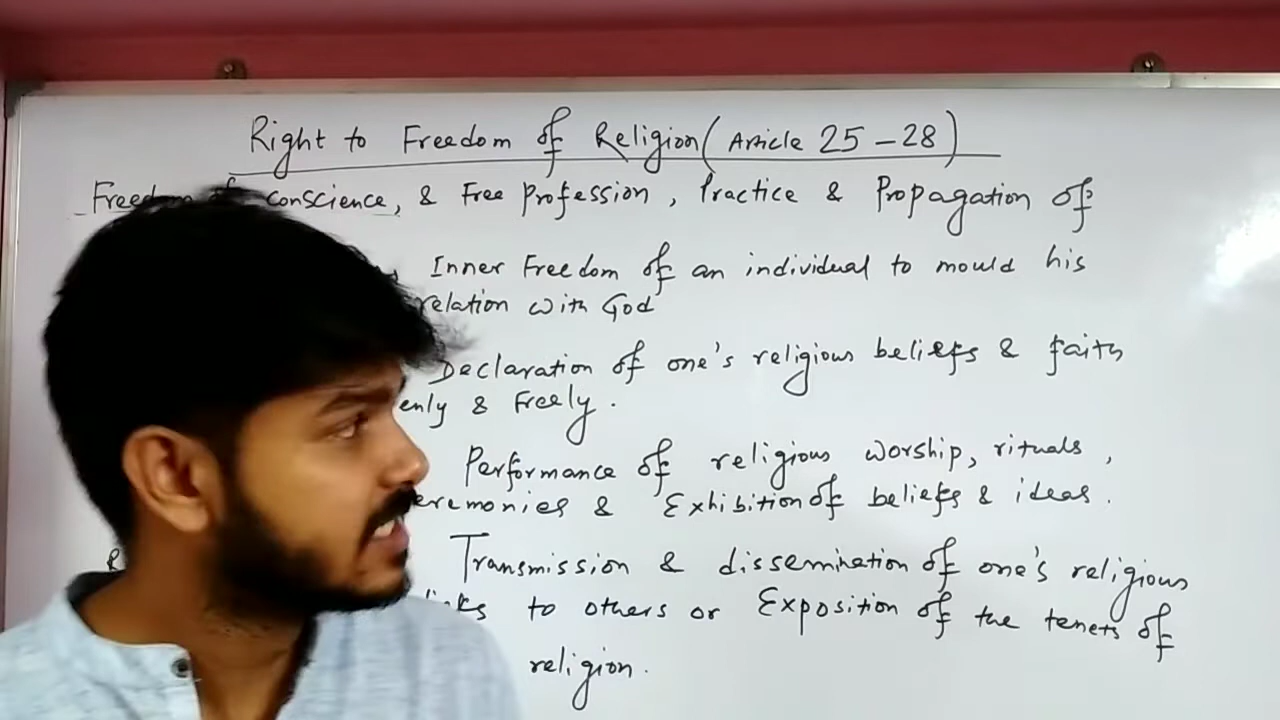 Right to Freedom of Religion (Article 25-28)
Freedom of conscience, & Free Profession, Practice & Propagation of
Inner Freedom of an individual to mould his
relation with God
Declaration of one's religious beliefs & faith
enly & Freely.
Performance of religious worship, rituals,
eremonies & Exhibition of beliefs & ideas.
Transmission & dissemination of one's religious
to others or Exposition of the tenets of
religion.